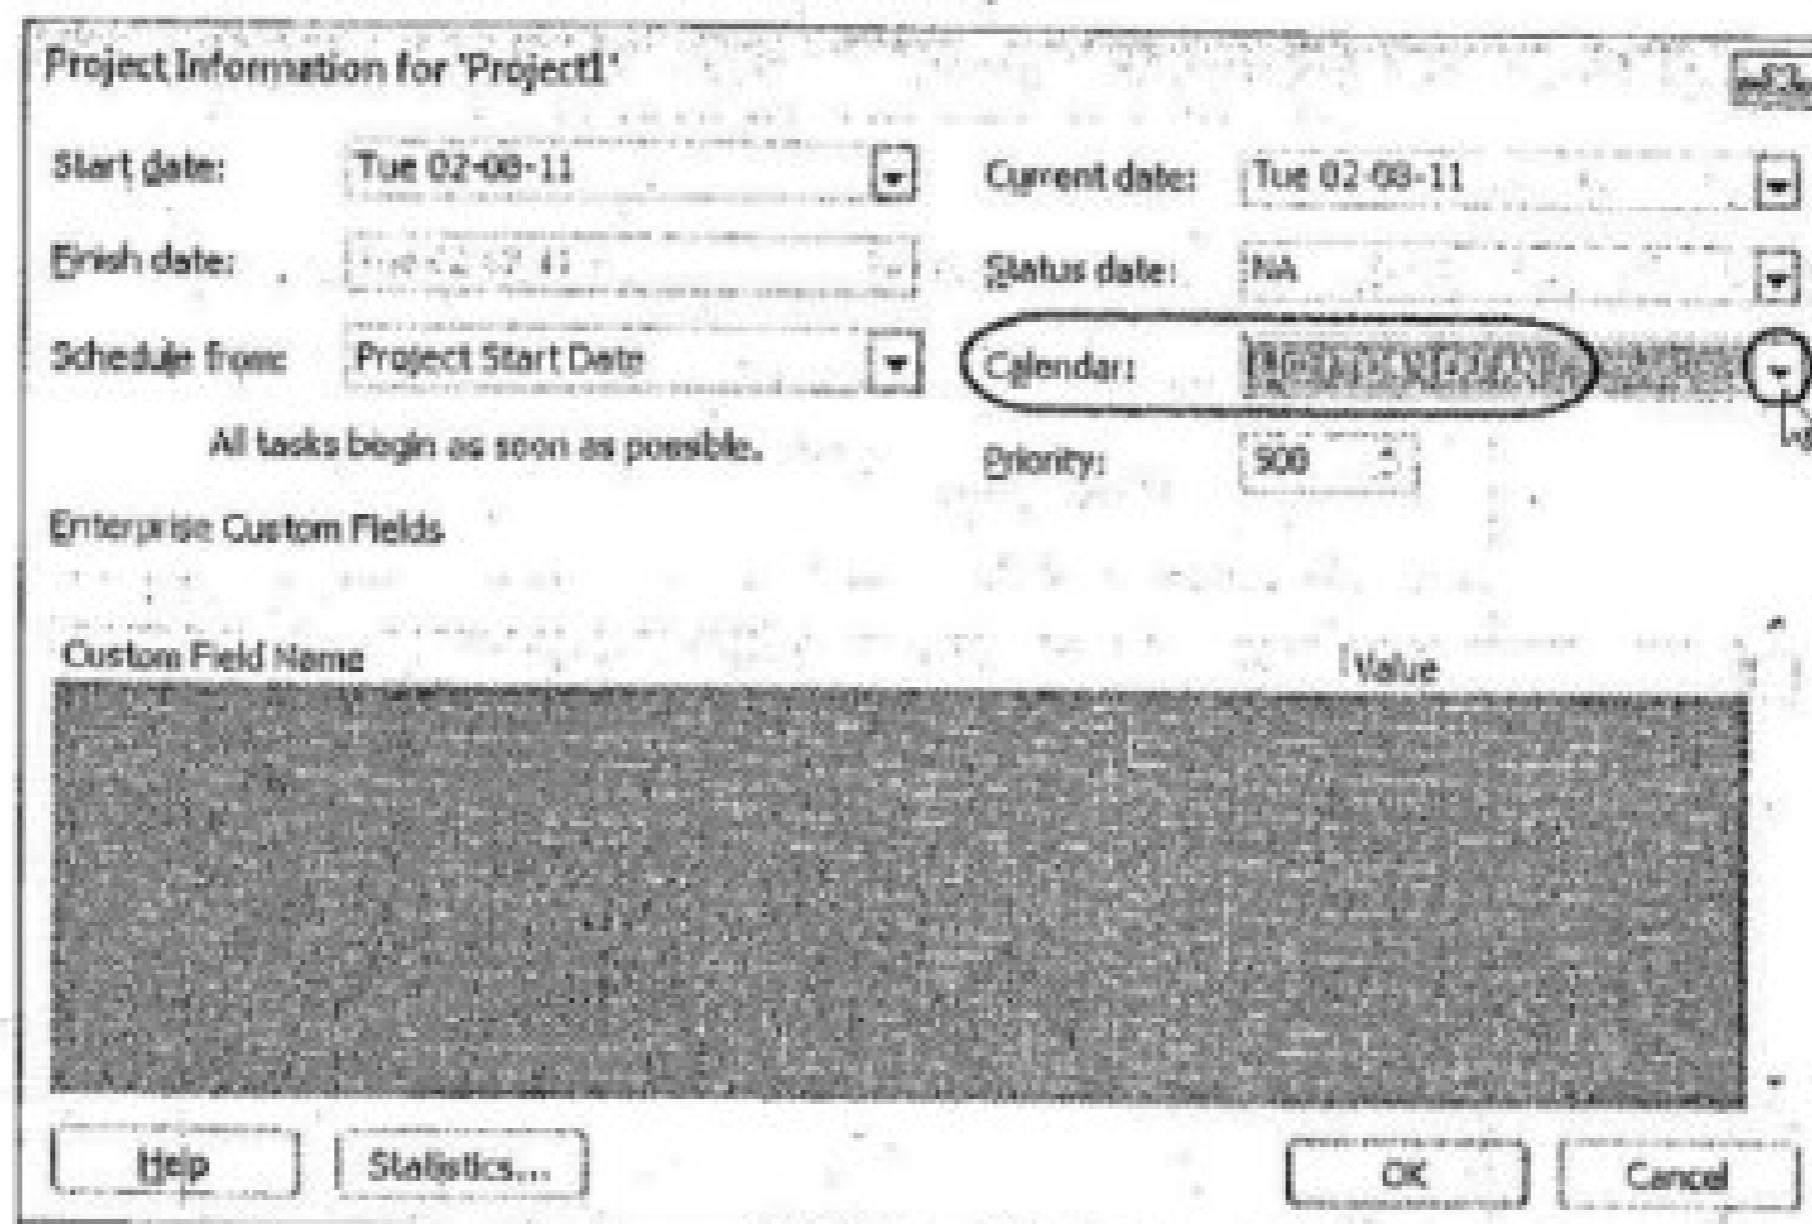 Project Information for 'Project1'
Start date: Tue 02-08-11 Current date: Tue 02-08-11
Finish date: Status date: NA
Schedule from: Project Start Date Calendar:
All tasks begin as soon as possible. Priority: 500
Enterprise Custom Fields
Custom Field Name Value
Help Statistics... OK Cancel